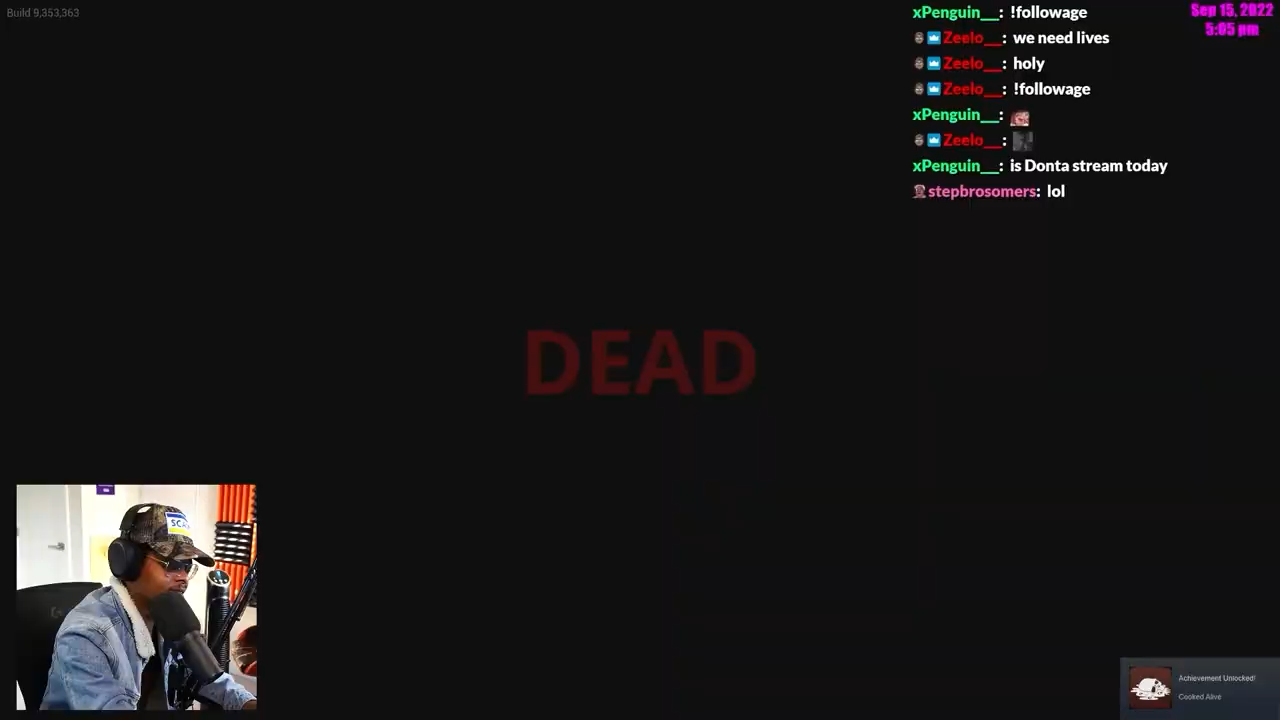 Build 9,353,363
xPenguin__: !followage
Zeelo__: we need lives
Zeelo__: holy
Zeelo__: !followage
xPenguin__:
Zeelo__:
xPenguin__: is Donta stream today
stepbrosomers: lol
Sep 15, 2022
5:05 pm
DEAD
Achievement Unlocked!
Cooked Alive